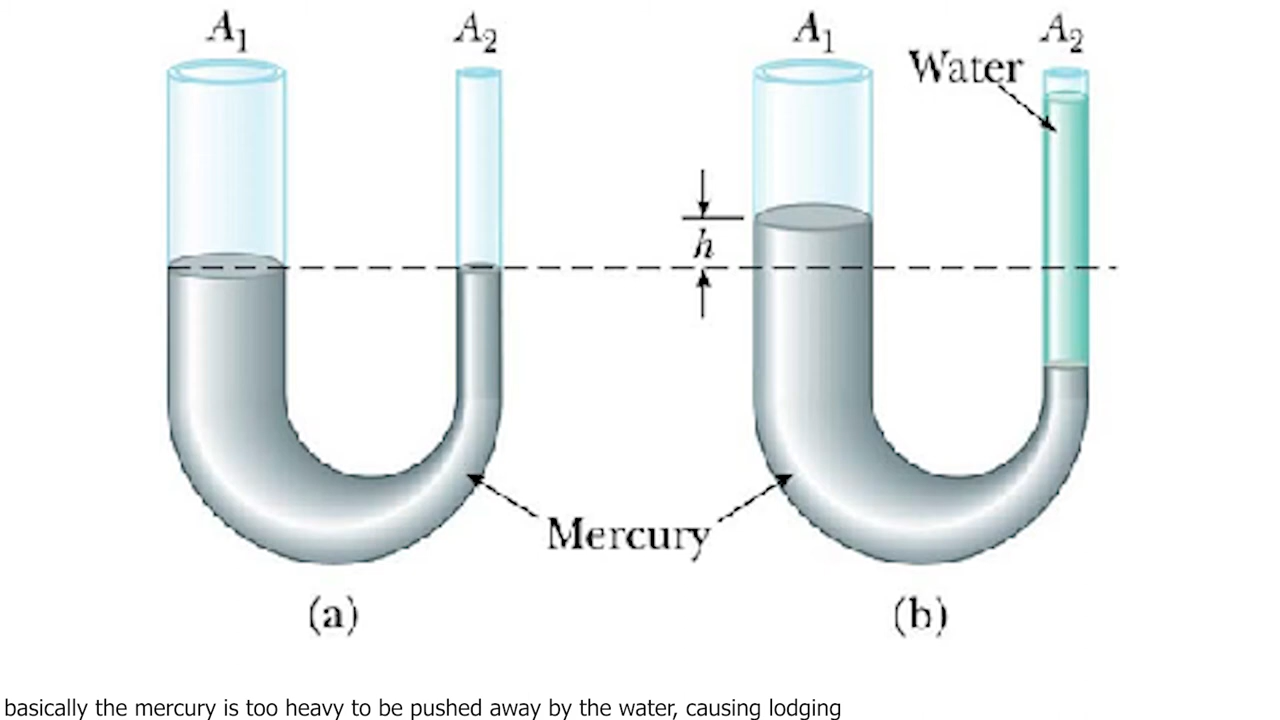 A1 A2 A1 A2
Water
h
Mercury
(a) (b)
basically the mercury is too heavy to be pushed away by the water, causing lodging